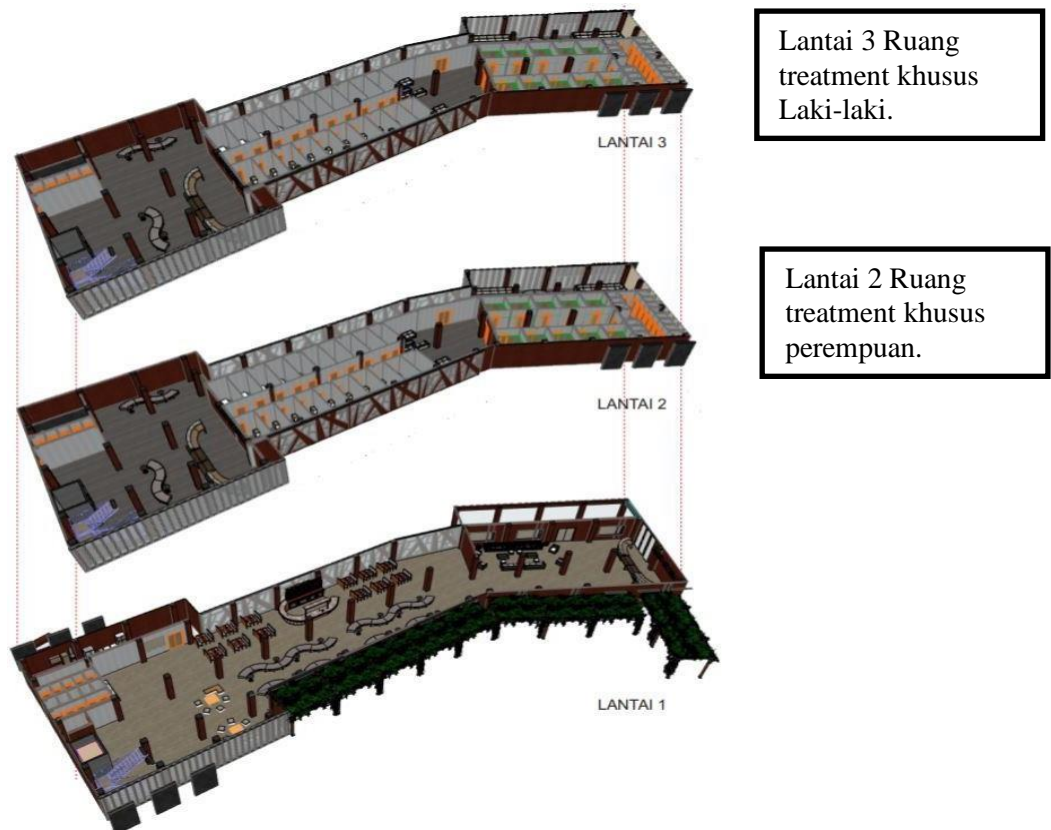 Lantai 3 Ruang
treatment khusus
Laki-laki.
LANTAI 3
Lantai 2 Ruang
treatment khusus
perempuan.
LANTAI 2
LANTAI 1